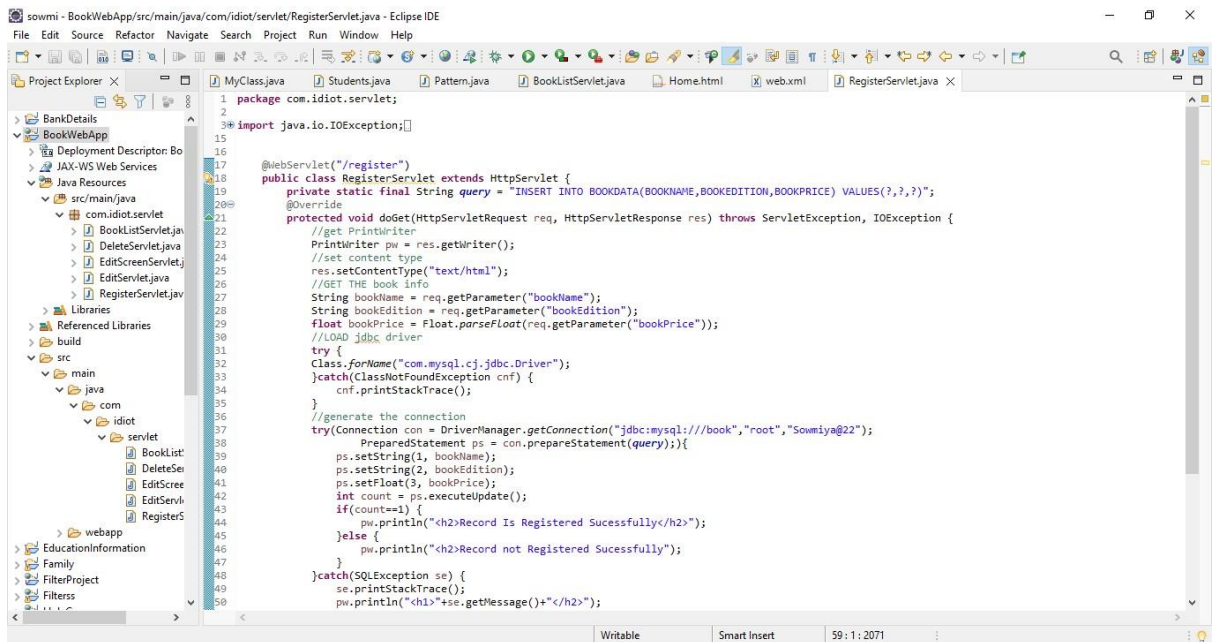 sowmi - BookWebApp/src/main/java/com/idiot/servlet/RegisterServlet.java - Eclipse IDE
File Edit Source Refactor Navigate Search Project Run Window Help
Project Explorer
MyClass.java Students.java Pattern.java BookListServlet.java Home.html web.xml RegisterServlet.java
BankDetails
BookWebApp
Deployment Descriptor: Bo
JAX-WS Web Services
Java Resources
src/main/java
com.idiot.servlet
BookListServlet.jav
DeleteServlet.java
EditScreenServlet.j
EditServlet.java
RegisterServlet.jav
Libraries
Referenced Libraries
build
src
main
java
com
idiot
servlet
BookList
DeleteSer
EditScree
EditServl
RegisterS
webapp
EducationInformation
Family
FilterProject
Filterss
1 package com.idiot.servlet;
2
3 import java.io.IOException;
15
16
17 @WebServlet("/register")
18 public class RegisterServlet extends HttpServlet {
19 private static final String query = "INSERT INTO BOOKDATA(BOOKNAME,BOOKEDITION,BOOKPRICE) VALUES(?,?,?)";
20 @Override
21 protected void doGet(HttpServletRequest req, HttpServletResponse res) throws ServletException, IOException {
22 //get PrintWriter
23 PrintWriter pw = res.getWriter();
24 //set content type
25 res.setContentType("text/html");
26 //GET THE book info
27 String bookName = req.getParameter("bookName");
28 String bookEdition = req.getParameter("bookEdition");
29 float bookPrice = Float.parseFloat(req.getParameter("bookPrice"));
30 //LOAD jdbc driver
31 try {
32 Class.forName("com.mysql.cj.jdbc.Driver");
33 }catch(ClassNotFoundException cnf) {
34 cnf.printStackTrace();
35 }
36 //generate the connection
37 try(Connection con = DriverManager.getConnection("jdbc:mysql:///book","root","Sowmiya@22");
38 PreparedStatement ps = con.prepareStatement(query);){
39 ps.setString(1, bookName);
40 ps.setString(2, bookEdition);
41 ps.setFloat(3, bookPrice);
42 int count = ps.executeUpdate();
43 if(count==1) {
44 pw.println("<h2>Record Is Registered Sucessfully</h2>");
45 }else {
46 pw.println("<h2>Record not Registered Sucessfully");
47 }
48 }catch(SQLException se) {
49 se.printStackTrace();
50 pw.println("<h1>"+se.getMessage()+"</h2>");
Writable Smart Insert 59 : 1 : 2071